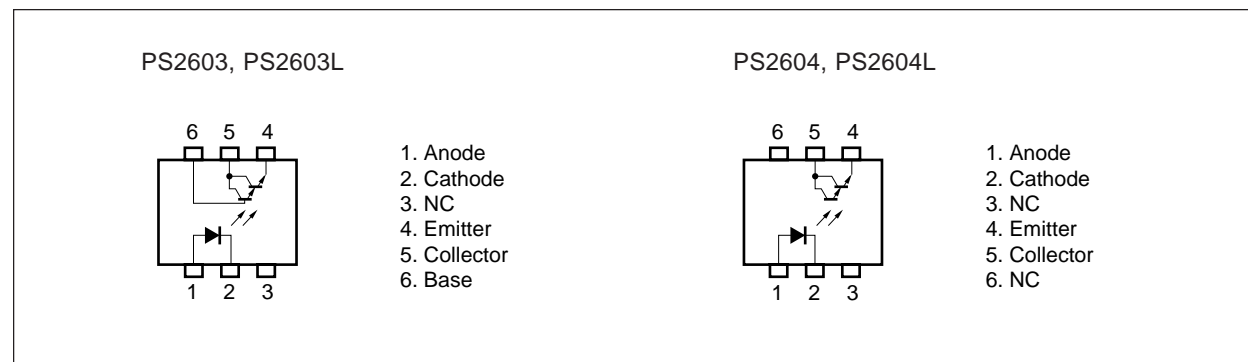 PS2603, PS2603L
6 5 4
1 2 3
1. Anode
2. Cathode
3. NC
4. Emitter
5. Collector
6. Base
PS2604, PS2604L
6 5 4
1 2 3
1. Anode
2. Cathode
3. NC
4. Emitter
5. Collector
6. NC